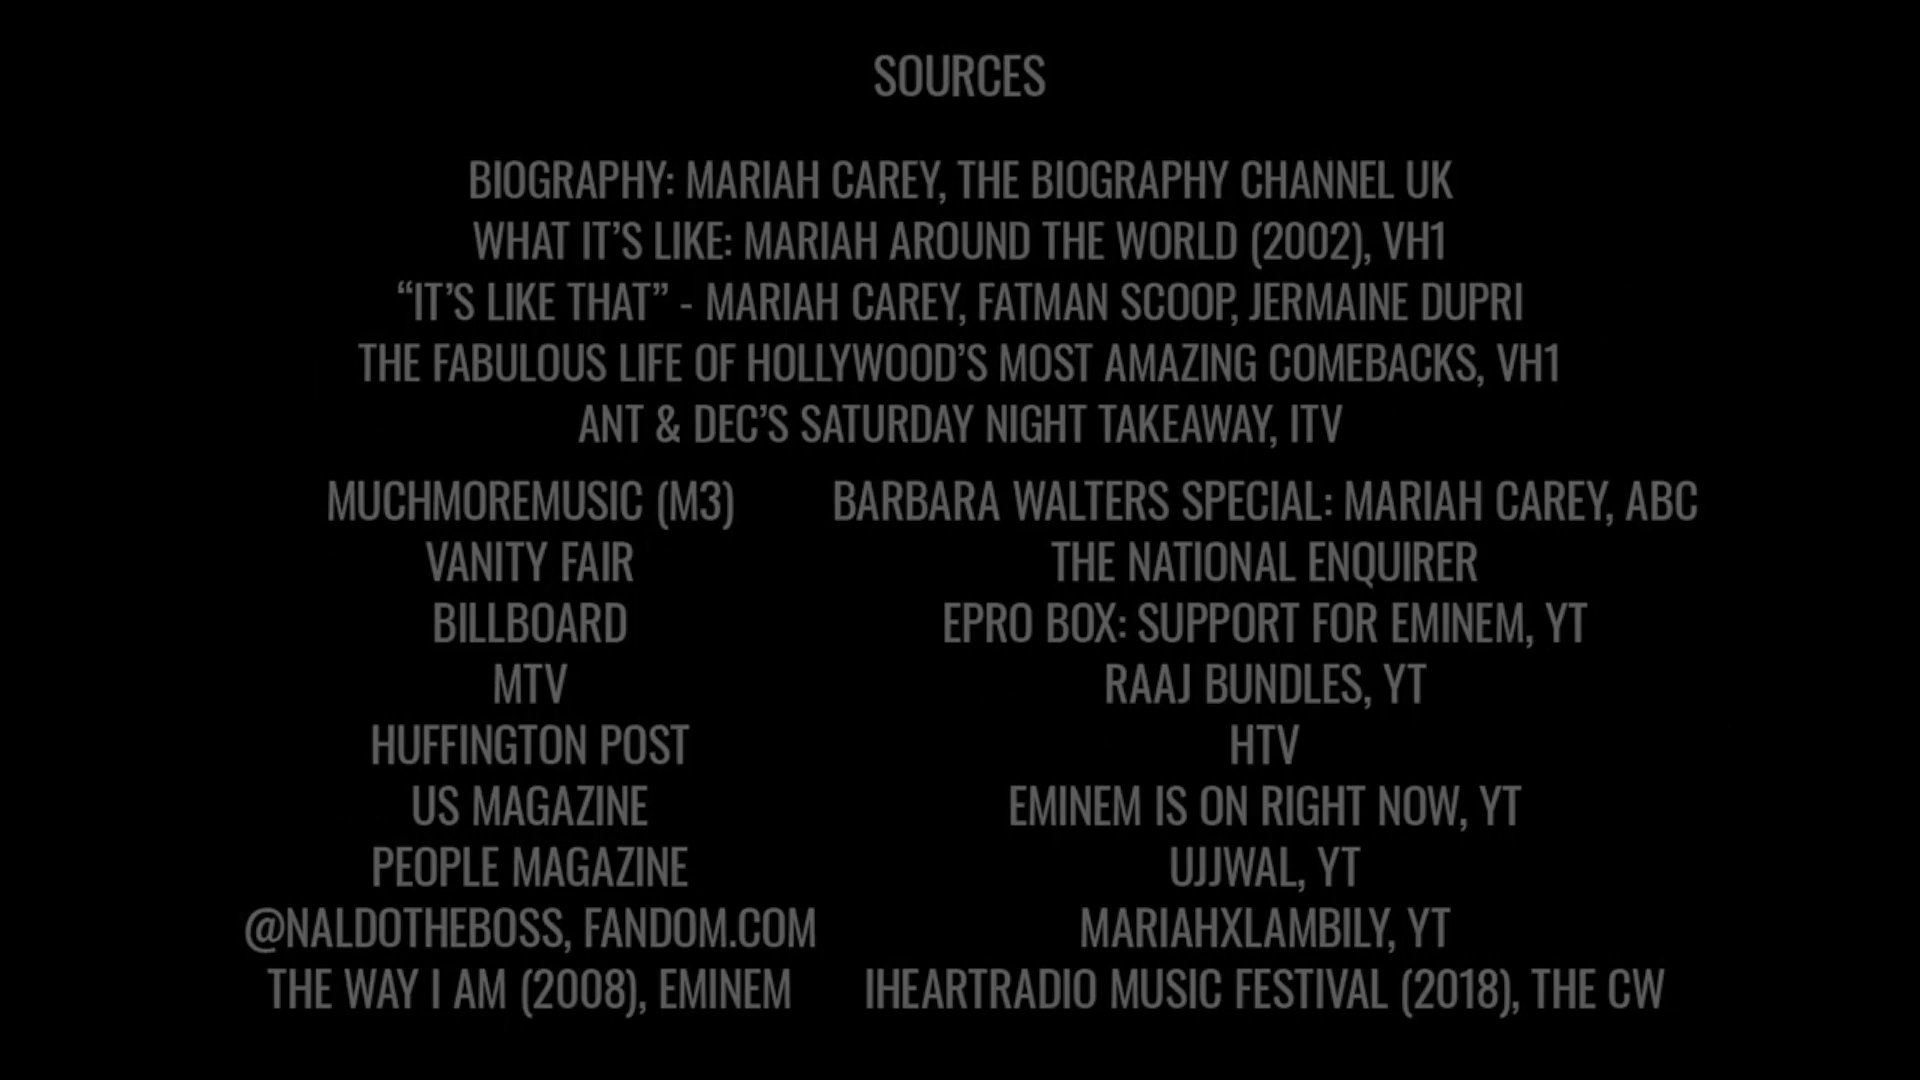 SOURCES
BIOGRAPHY: MARIAH CAREY, THE BIOGRAPHY CHANNEL UK
WHAT IT’S LIKE: MARIAH AROUND THE WORLD (2002), VH1
“IT’S LIKE THAT” - MARIAH CAREY, FATMAN SCOOP, JERMAINE DUPRI
THE FABULOUS LIFE OF HOLLYWOOD’S MOST AMAZING COMEBACKS, VH1
ANT & DEC’S SATURDAY NIGHT TAKEAWAY, ITV
MUCHMOREMUSIC (M3)
VANITY FAIR
BILLBOARD
MTV
HUFFINGTON POST
US MAGAZINE
PEOPLE MAGAZINE
@NALDOTHEBOSS, FANDOM.COM
THE WAY I AM (2008), EMINEM
BARBARA WALTERS SPECIAL: MARIAH CAREY, ABC
THE NATIONAL ENQUIRER
EPRO BOX: SUPPORT FOR EMINEM, YT
RAAJ BUNDLES, YT
HTV
EMINEM IS ON RIGHT NOW, YT
UJJWAL, YT
MARIAHXLAMBILY, YT
IHEARTRADIO MUSIC FESTIVAL (2018), THE CW